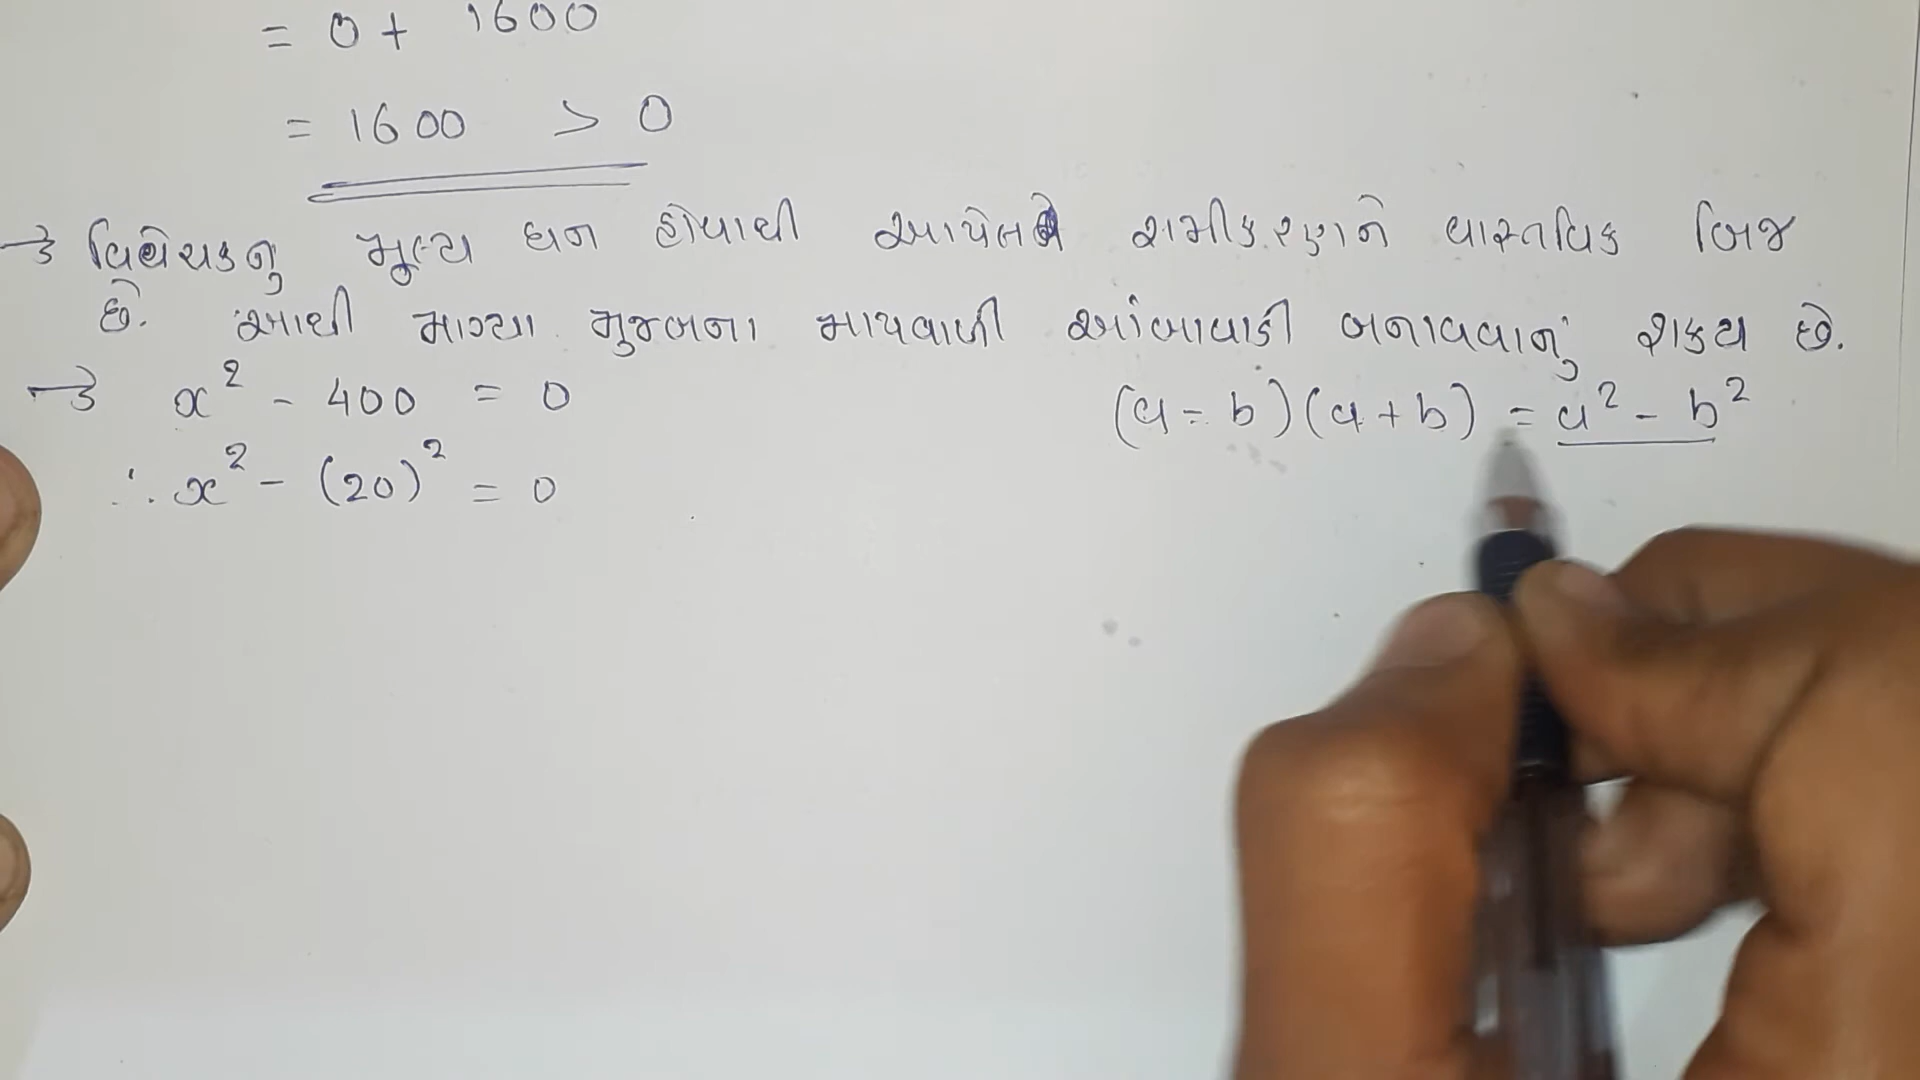 = 0 + 1600
= 1600 > 0
→ વિવેચકનું મુલ્ય ધન હોવાથી આપેલ સમીકરણને વાસ્તવિક બિજ
છે. આથી માગ્યા મુજબના માપવાળી આંબાવાડી બનાવવાનું શક્ય છે.
→ x² - 400 = 0
(a - b)(a + b) = a² - b²
∴ x² - (20)² = 0